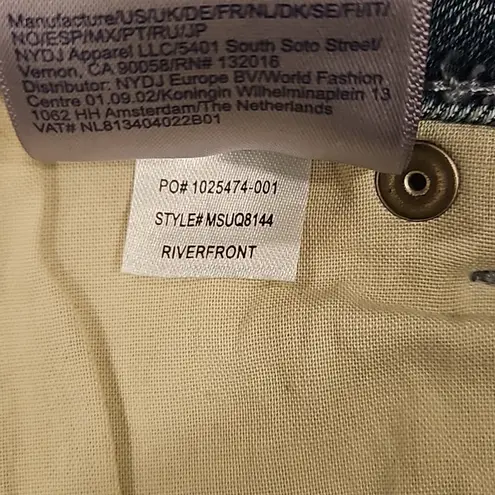 Manufacture/US/UK/DE/FR/NL/DK/SE/FI/IT/
NO/ESP/MX/PT/RU/JP
NYDJ Apparel LLC/5401 South Soto Street/
Vernon, CA 90058/RN# 132016
Distributor: NYDJ Europe BV/World Fashion
Centre 01.09.02/Koningin Wilhelminaplein 13
1062 HH Amsterdam/The Netherlands
VAT# NL813404022B01
PO# 1025474-001
STYLE# MSUQ8144
RIVERFRONT